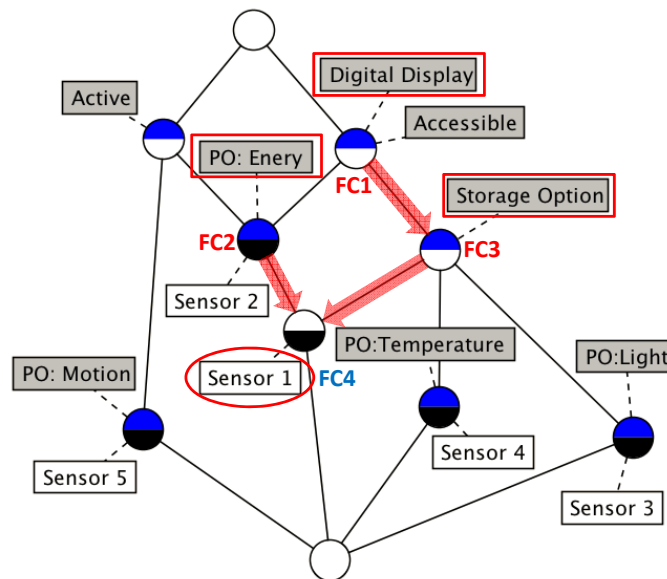 Digital Display
Active
Accessible
PO: Enery
FC1
Storage Option
FC2
FC3
Sensor 2
PO:Temperature
PO:Light
PO: Motion
Sensor 1
FC4
Sensor 4
Sensor 5
Sensor 3